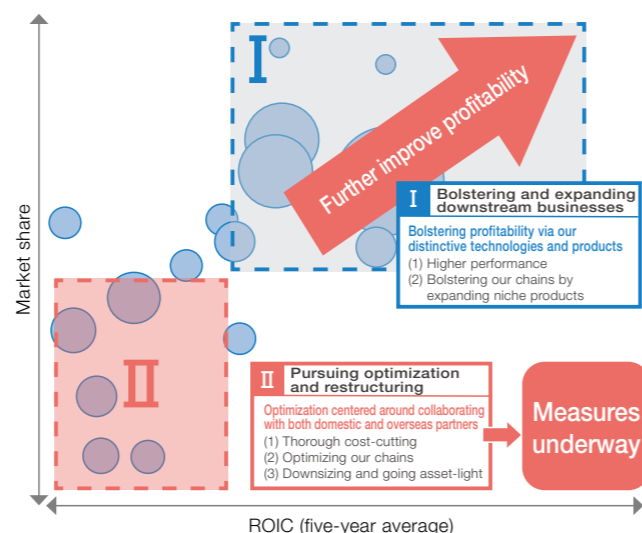 I
Further improve profitability
I
Bolstering and expanding
downstream businesses
Bolstering profitability via our
distinctive technologies and products
(1) Higher performance
(2) Bolstering our chains by
expanding niche products
Market share
II
II
Pursuing optimization
and restructuring
Optimization centered around collaborating
with both domestic and overseas partners
(1) Thorough cost-cutting
(2) Optimizing our chains
(3) Downsizing and going asset-light
Measures
underway
ROIC (five-year average)